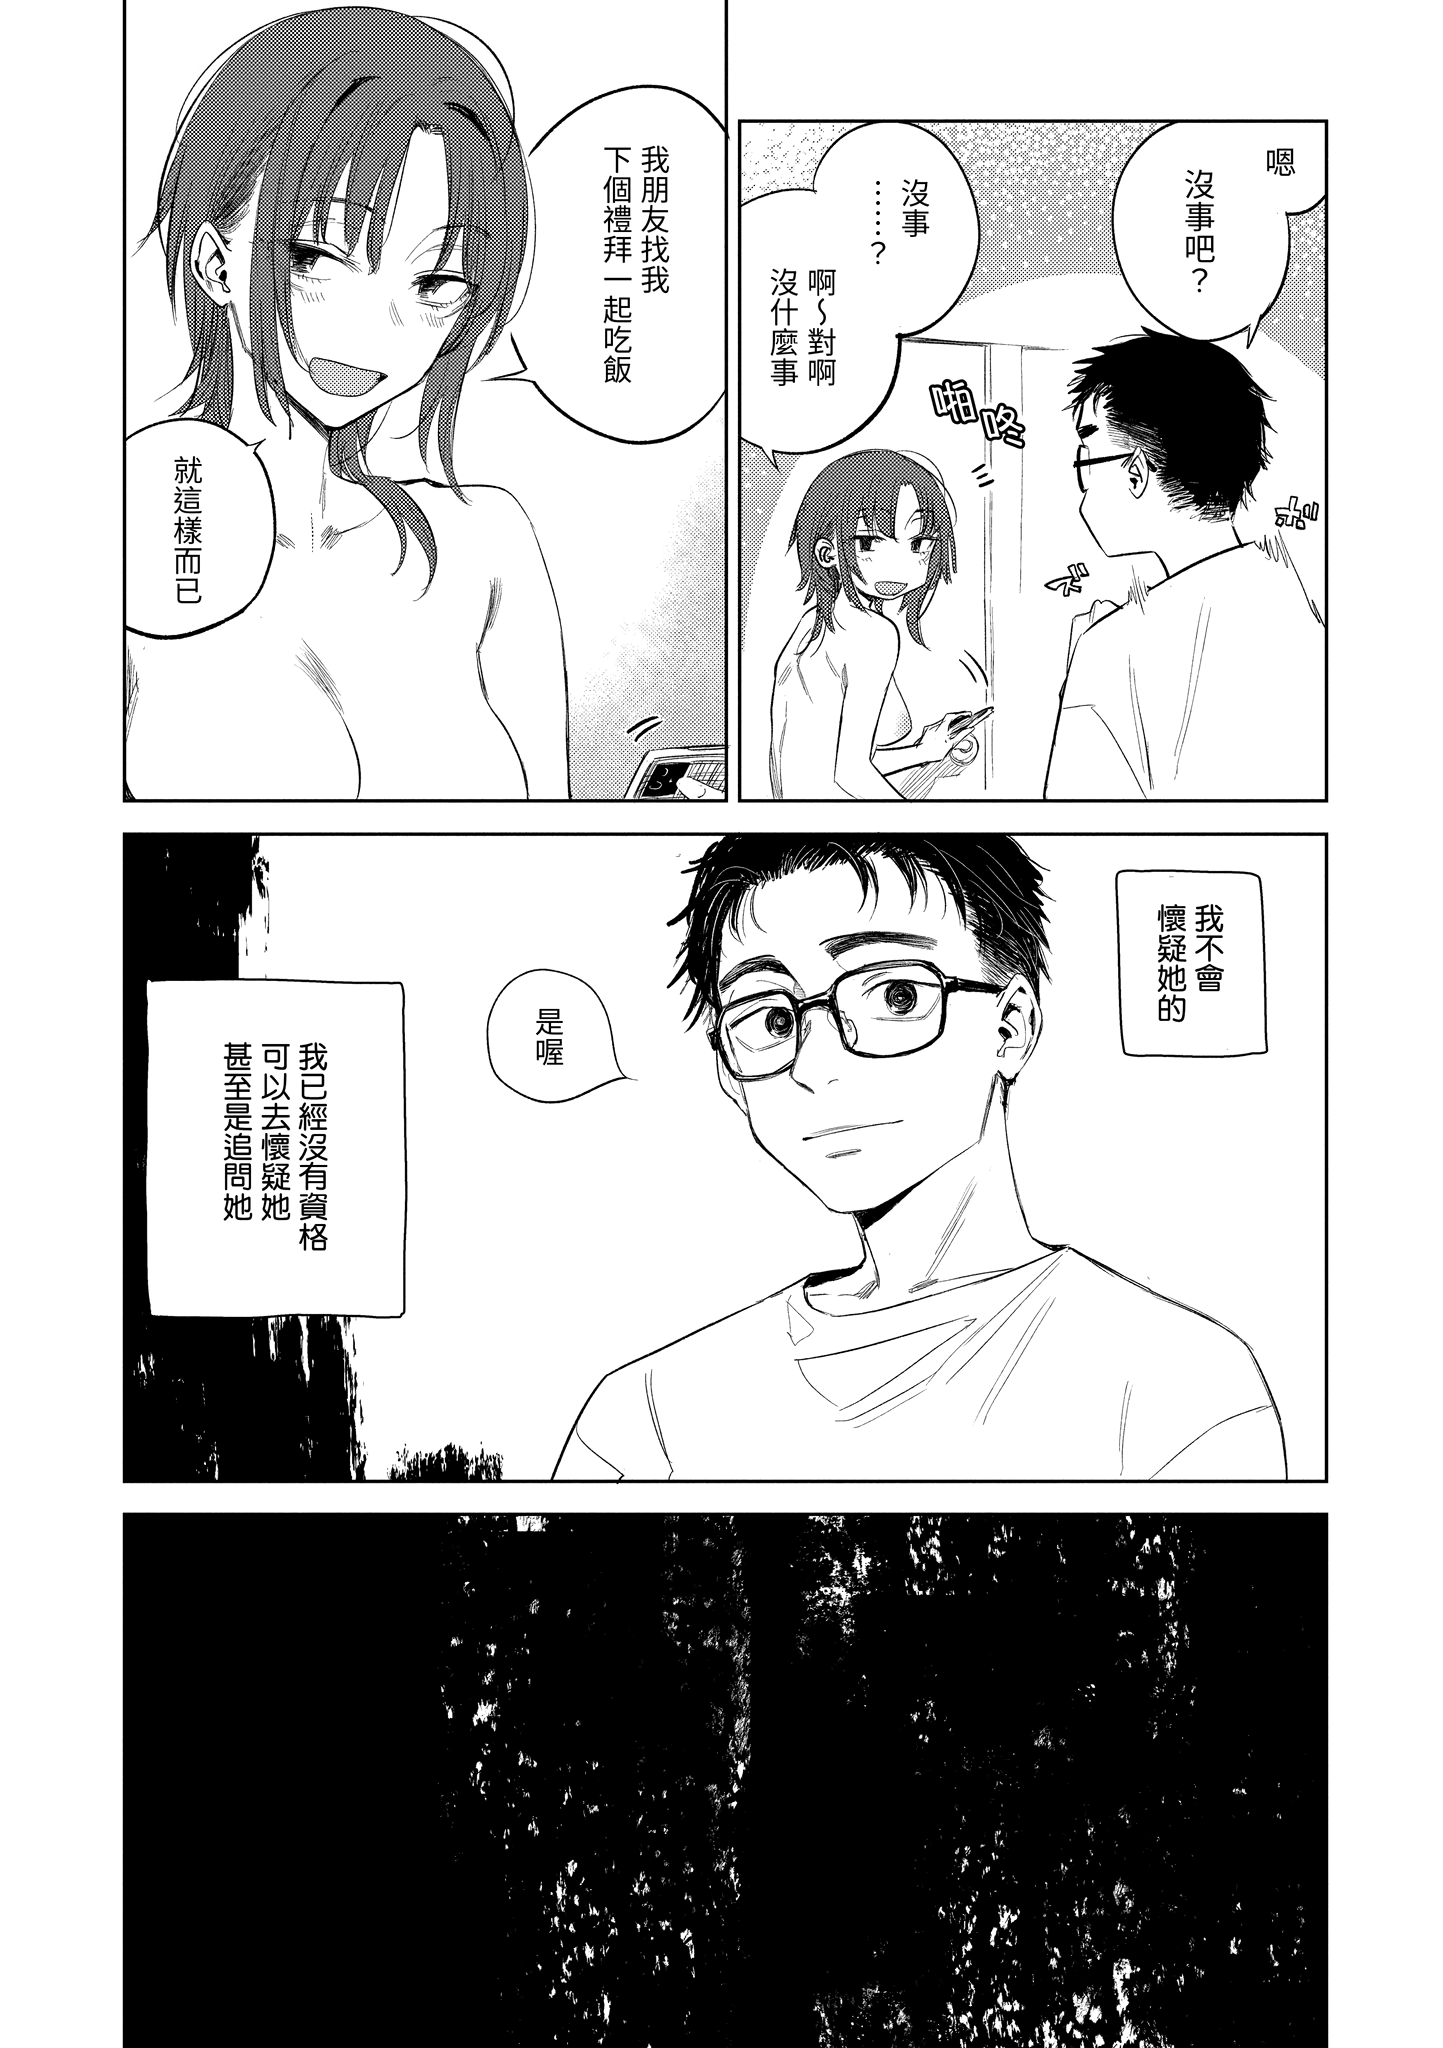 嗯
沒事吧？
沒事
……？
啊～對啊
沒什麼事
啪咚
ズボ
我朋友找我
下個禮拜一起吃飯
就這樣而已
我不會
懷疑她的
是喔
我已經沒有資格
可以去懷疑她
甚至是追問她